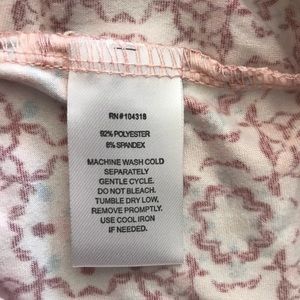 RN#104318
92% POLYESTER
8% SPANDEX
MACHINE WASH COLD
SEPARATELY
GENTLE CYCLE.
DO NOT BLEACH.
TUMBLE DRY LOW,
REMOVE PROMPTLY.
USE COOL IRON
IF NEEDED.